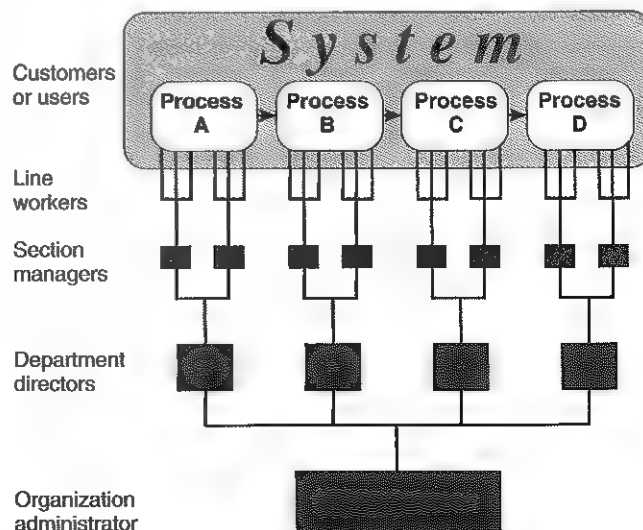 System
Customers
or users
Process
A
Process
B
Process
C
Process
D
Line
workers
Section
managers
Department
directors
Organization
administrator